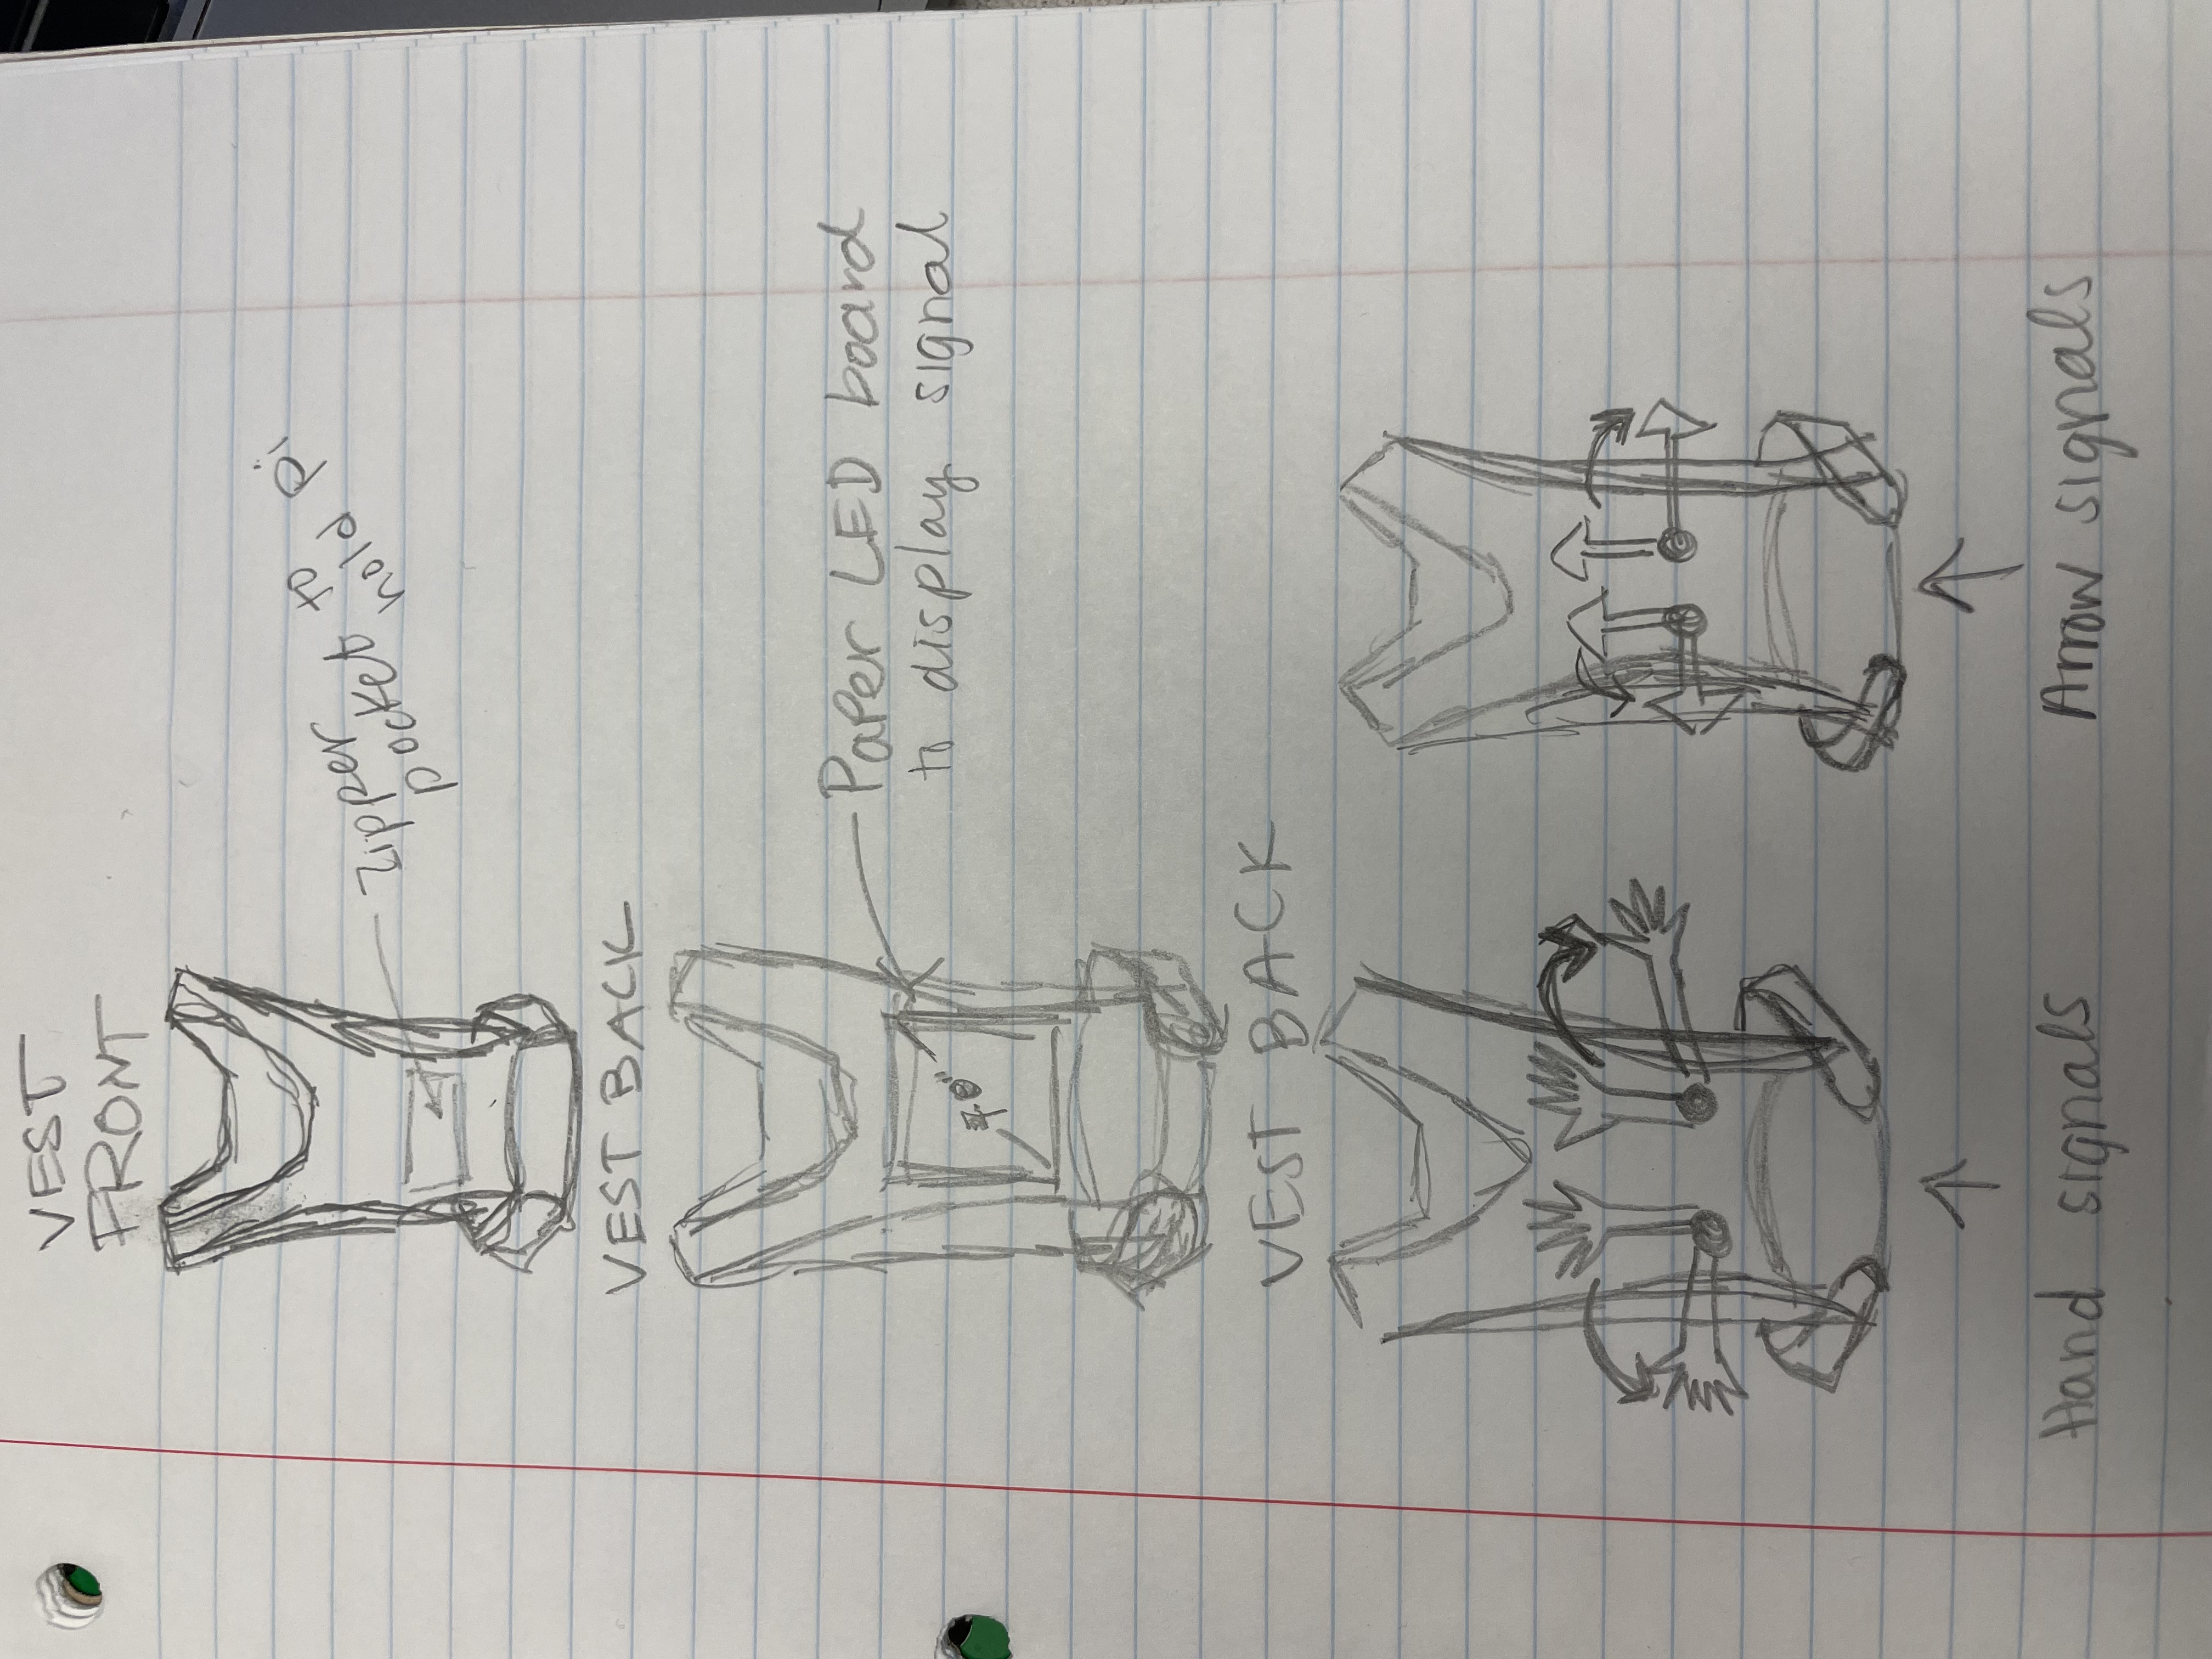 VEST
FRONT
Zipper
pocket to
hold pi
VEST BACK
Paper LED board
to display signal
7.0"
VEST BACK
Hand signals
Arrow signals